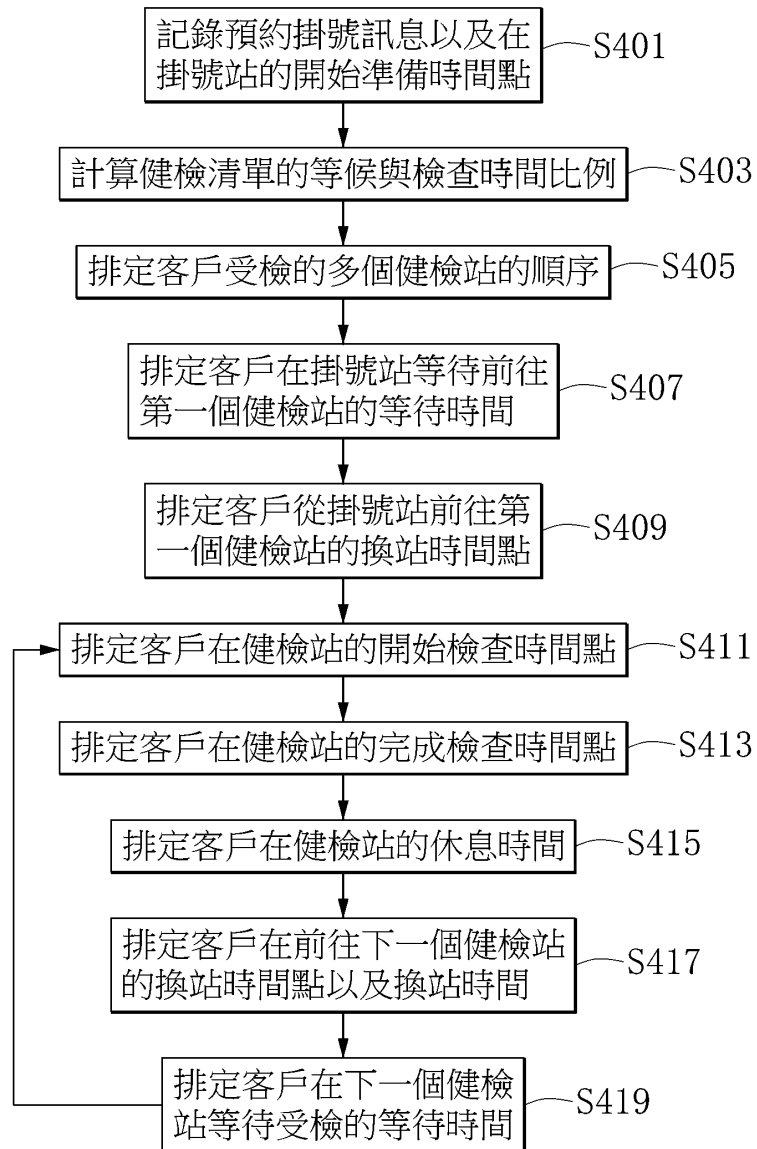 記錄預約掛號訊息以及在
掛號站的開始準備時間點
S401
計算健檢清單的等候與檢查時間比例
S403
排定客戶受檢的多個健檢站的順序
S405
排定客戶在掛號站等待前往
第一個健檢站的等待時間
S407
排定客戶從掛號站前往第
一個健檢站的換站時間點
S409
排定客戶在健檢站的開始檢查時間點
S411
排定客戶在健檢站的完成檢查時間點
S413
排定客戶在健檢站的休息時間
S415
排定客戶在前往下一個健檢站
的換站時間點以及換站時間
S417
排定客戶在下一個健檢
站等待受檢的等待時間
S419